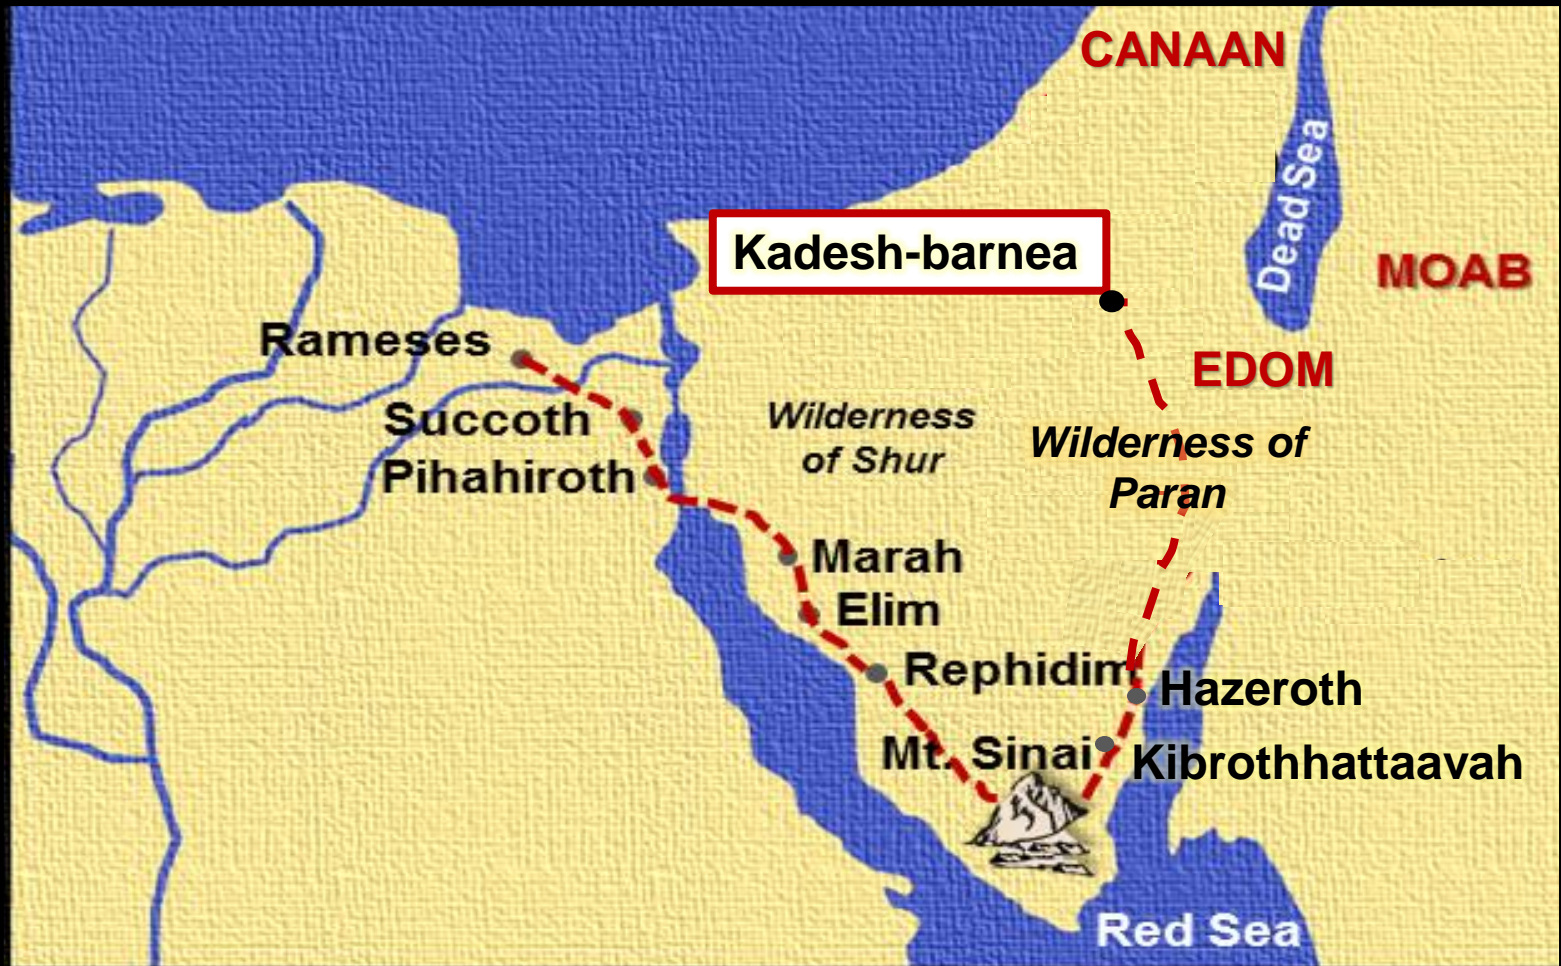 CANAAN
Dead Sea
Kadesh-barnea
MOAB
Rameses
EDOM
Succoth
Wilderness
of Shur
Wilderness of
Paran
Pihahiroth
Marah
Elim
Rephidim
Hazeroth
Mt. Sinai
Kibrothhattaavah
Red Sea